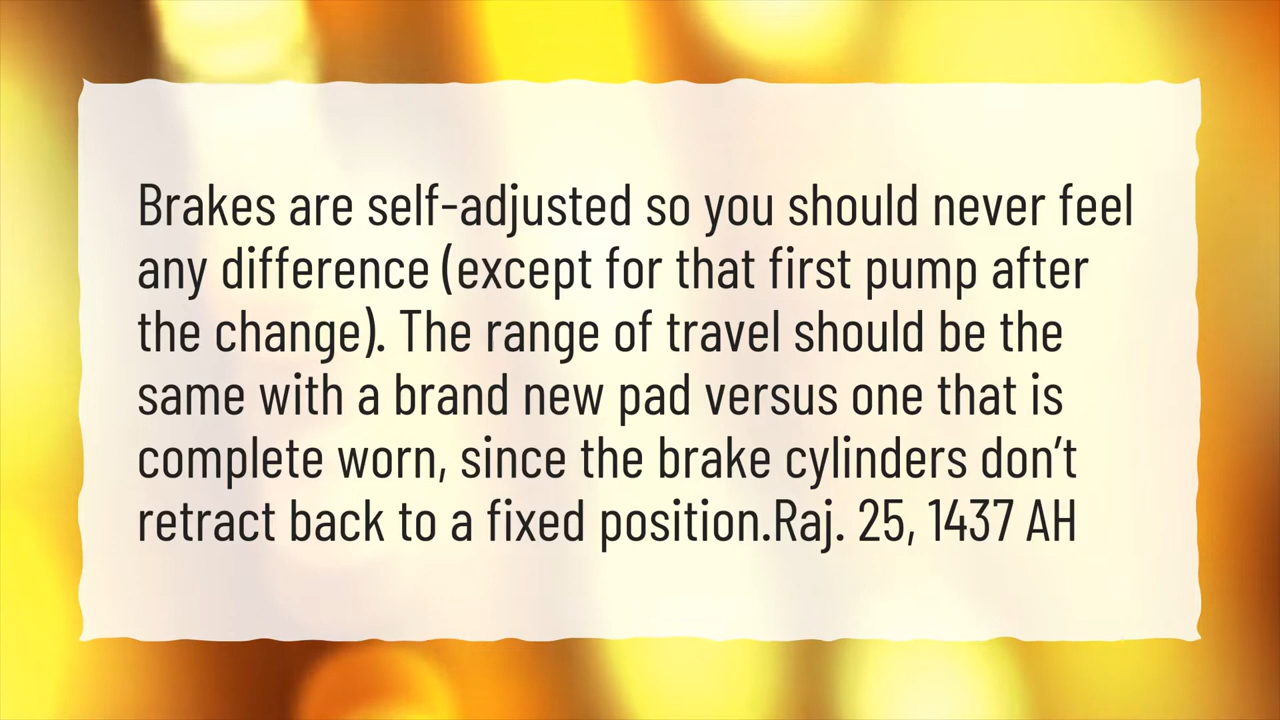 Brakes are self-adjusted so you should never feel
any difference (except for that first pump after
the change). The range of travel should be the
same with a brand new pad versus one that is
complete worn, since the brake cylinders don’t
retract back to a fixed position.Raj. 25, 1437 AH